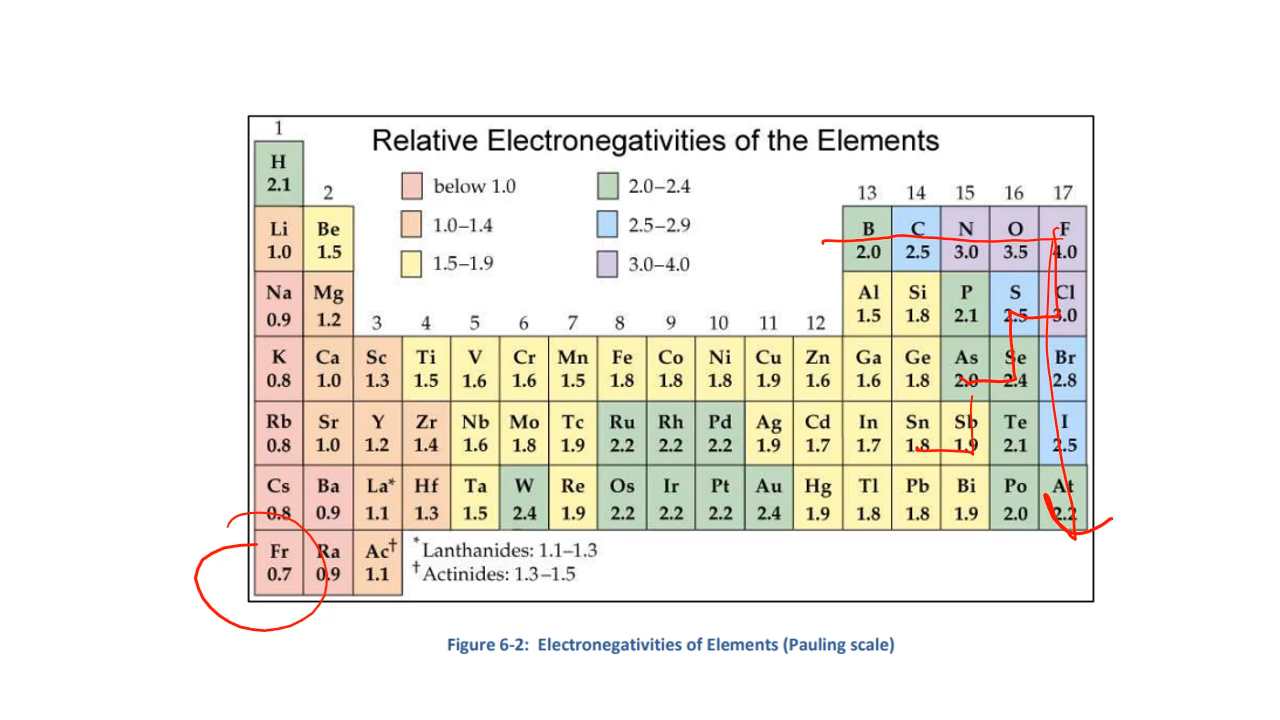 1
Relative Electronegativities of the Elements
H
2.1
2
below 1.0
2.0–2.4
1.0–1.4
2.5–2.9
1.5–1.9
3.0–4.0
13 14 15 16 17
Li Be B C N O F
1.0 1.5 2.0 2.5 3.0 3.5 4.0
Na Mg Al Si P S Cl
0.9 1.2 1.5 1.8 2.1 2.5 3.0
3 4 5 6 7 8 9 10 11 12
K Ca Sc Ti V Cr Mn Fe Co Ni Cu Zn Ga Ge As Se Br
0.8 1.0 1.3 1.5 1.6 1.6 1.5 1.8 1.8 1.8 1.9 1.6 1.6 1.8 2.0 2.4 2.8
Rb Sr Y Zr Nb Mo Tc Ru Rh Pd Ag Cd In Sn Sb Te I
0.8 1.0 1.2 1.4 1.6 1.8 1.9 2.2 2.2 2.2 1.9 1.7 1.7 1.8 1.9 2.1 2.5
Cs Ba La* Hf Ta W Re Os Ir Pt Au Hg Tl Pb Bi Po At
0.8 0.9 1.1 1.3 1.5 2.4 1.9 2.2 2.2 2.2 2.4 1.9 1.8 1.8 1.9 2.0 2.2
Fr Ra Ac†
0.7 0.9 1.1
*Lanthanides: 1.1–1.3
†Actinides: 1.3–1.5
Figure 6-2: Electronegativities of Elements (Pauling scale)